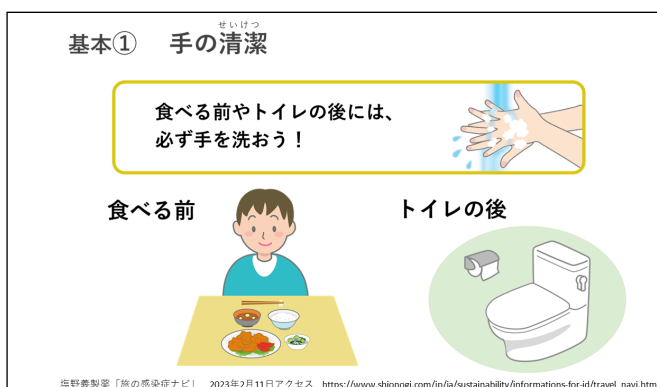 せいけつ
基本① 手の清潔
食べる前やトイレの後には、
必ず手を洗おう！
食べる前
トイレの後
塩野義製薬「旅の感染症ナビ」 2023年2月11日アクセス https://www.shionogi.com/jp/ja/sustainability/informations-for-id/travel_navi.htm